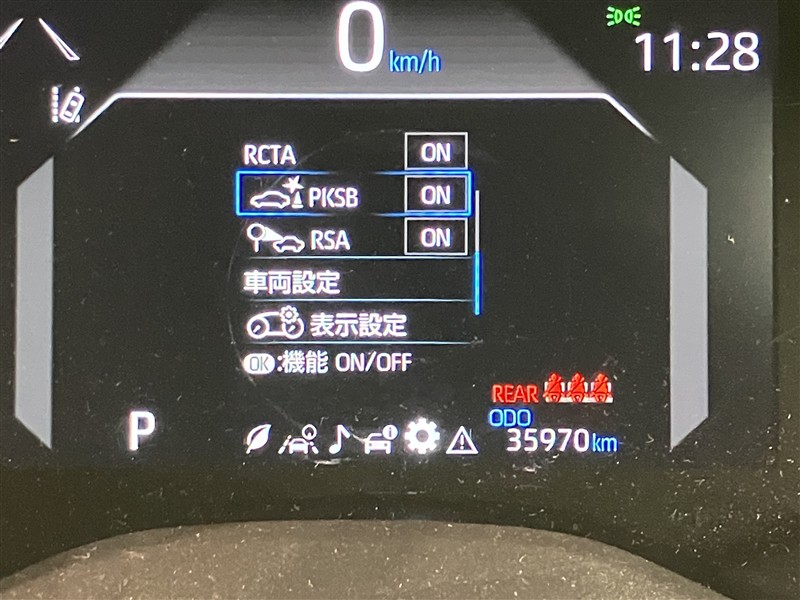 0 km/h
11:28
RCTA ON
PKSB ON
RSA ON
車両設定
表示設定
OK:機能 ON/OFF
REAR
ODO
P
35970km